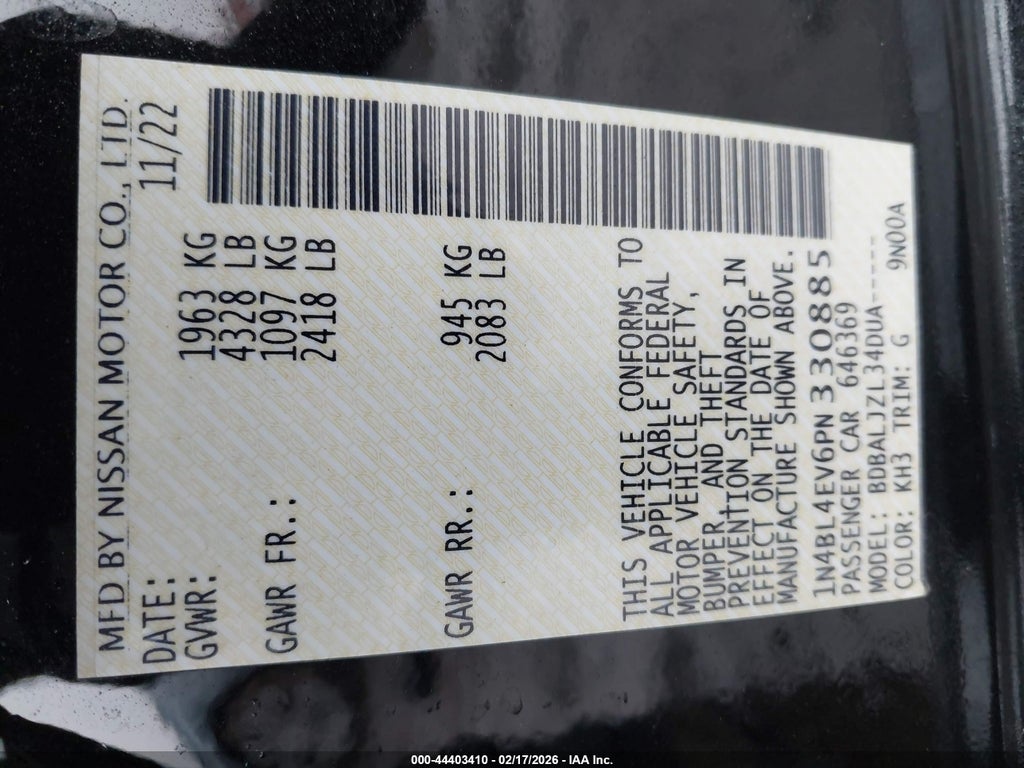 MFD BY NISSAN MOTOR CO., LTD.
DATE: 11/22
GVWR: 1963 KG
4328 LB
GAWR FR.: 1097 KG
2418 LB
GAWR RR.: 945 KG
2083 LB
THIS VEHICLE CONFORMS TO
ALL APPLICABLE FEDERAL
MOTOR VEHICLE SAFETY,
BUMPER AND THEFT
PREVENTION STANDARDS IN
EFFECT ON THE DATE OF
MANUFACTURE SHOWN ABOVE.
1N4BL4EV6PN330885
PASSENGER CAR 646369
MODEL: BDBALJZL34DUA-----
COLOR: KH3 TRIM: G 9N00A
000-44403410 - 02/17/2026 - IAA Inc.